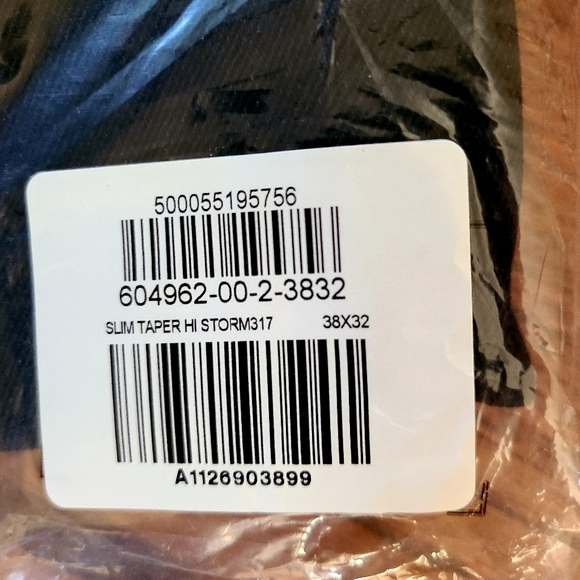 500055195756
604962-00-2-3832
SLIM TAPER HI STORM317 38X32
A1126903899